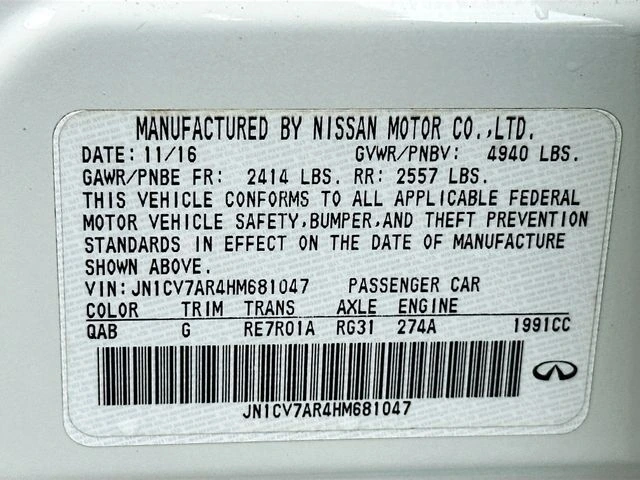 MANUFACTURED BY NISSAN MOTOR CO.,LTD.
DATE: 11/16 GVWR/PNBV: 4940 LBS.
GAWR/PNBE FR: 2414 LBS. RR: 2557 LBS.
THIS VEHICLE CONFORMS TO ALL APPLICABLE FEDERAL
MOTOR VEHICLE SAFETY,BUMPER,AND THEFT PREVENTION
STANDARDS IN EFFECT ON THE DATE OF MANUFACTURE
SHOWN ABOVE.
VIN:JN1CV7AR4HM681047 PASSENGER CAR
COLOR TRIM TRANS AXLE ENGINE
QAB G RE7R01A RG31 274A 1991CC
JN1CV7AR4HM681047